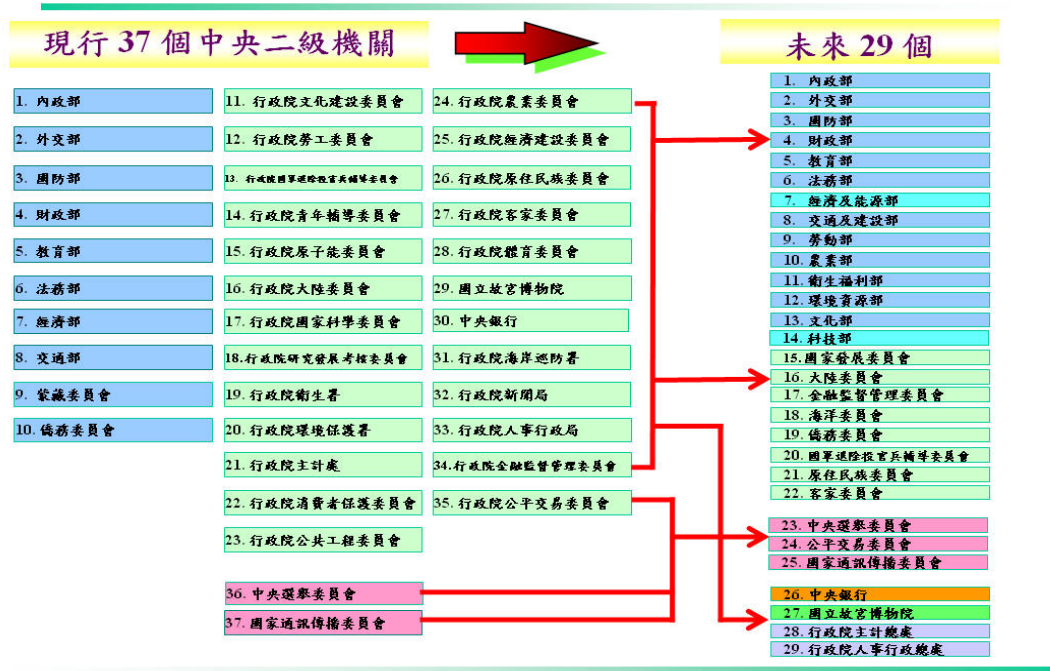 現行 37 個中央二級機關
未來 29 個
1. 內政部
2. 外交部
3. 國防部
4. 財政部
5. 教育部
6. 法務部
7. 經濟部
8. 交通部
9. 蒙藏委員會
10. 僑務委員會
11. 行政院文化建設委員會
12. 行政院勞工委員會
13. 行政院國軍退除役官兵輔導委員會
14. 行政院青年輔導委員會
15. 行政院原子能委員會
16. 行政院大陸委員會
17. 行政院國家科學委員會
18.行政院研究發展考核委員會
19. 行政院衛生署
20. 行政院環境保護署
21. 行政院主計處
22. 行政院消費者保護委員會
23. 行政院公共工程委員會
24. 行政院農業委員會
25. 行政院經濟建設委員會
26. 行政院原住民族委員會
27. 行政院客家委員會
28. 行政院體育委員會
29. 國立故宮博物院
30. 中央銀行
31. 行政院海岸巡防署
32. 行政院新聞局
33. 行政院人事行政局
34.行政院金融監督管理委員會
35. 行政院公平交易委員會
36. 中央選舉委員會
37. 國家通訊傳播委員會
1. 內政部
2. 外交部
3. 國防部
4. 財政部
5. 教育部
6. 法務部
7. 經濟及能源部
8. 交通及建設部
9. 勞動部
10. 農業部
11. 衛生福利部
12. 環境資源部
13. 文化部
14. 科技部
15.國家發展委員會
16. 大陸委員會
17. 金融監督管理委員會
18. 海洋委員會
19. 僑務委員會
20. 國軍退除役官兵輔導委員會
21. 原住民族委員會
22. 客家委員會
23. 中央選舉委員會
24. 公平交易委員會
25. 國家通訊傳播委員會
26. 中央銀行
27. 國立故宮博物院
28. 行政院主計總處
29. 行政院人事行政總處